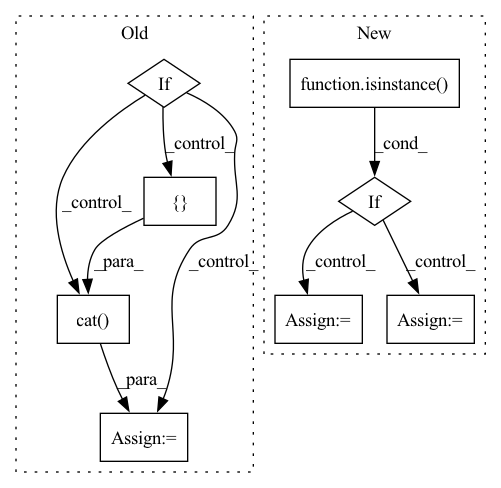 Old
New
If
function.isinstance()
_control_
_cond_
{}
If
_control_
_para_
_control_
_control_
_control_
cat()
Assign:=
Assign:=
_para_
Assign:=